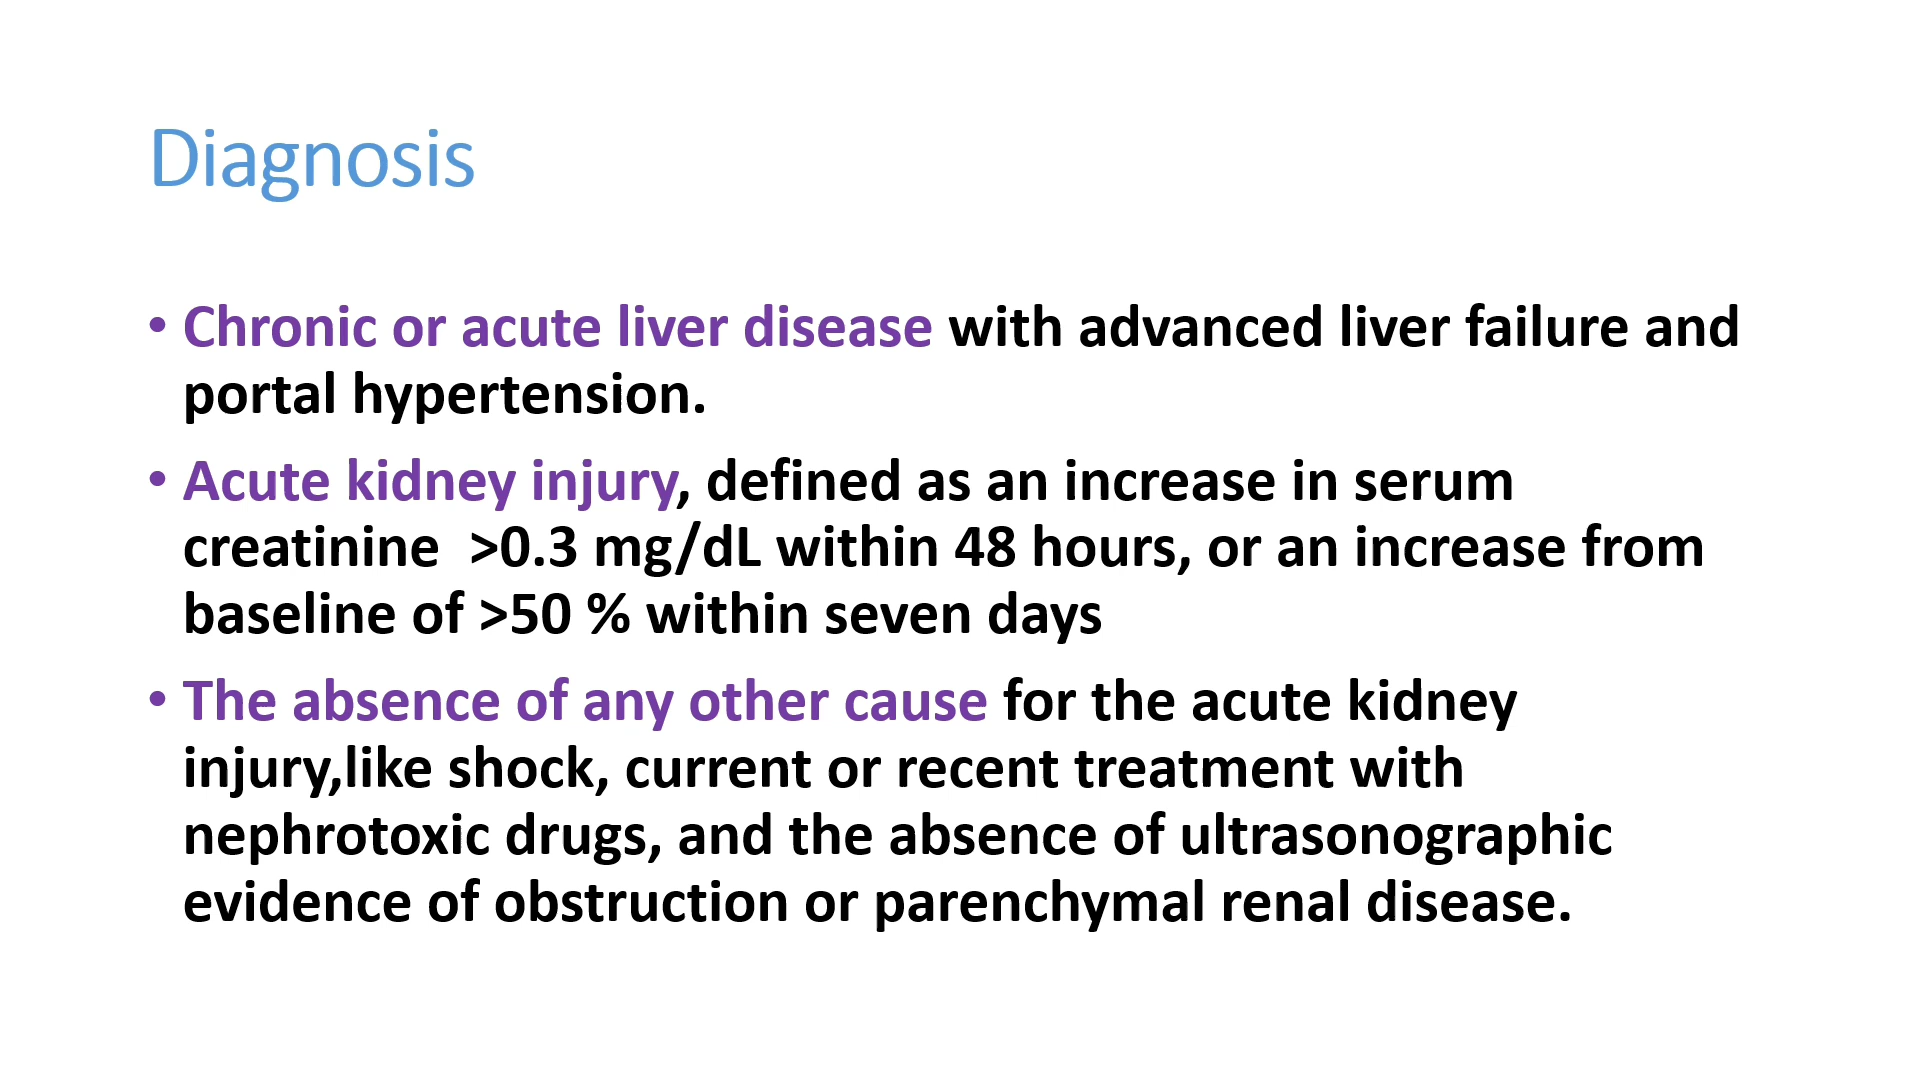 Diagnosis
• Chronic or acute liver disease with advanced liver failure and
portal hypertension.
• Acute kidney injury, defined as an increase in serum
creatinine  >0.3 mg/dL within 48 hours, or an increase from
baseline of >50 % within seven days
• The absence of any other cause for the acute kidney
injury,like shock, current or recent treatment with
nephrotoxic drugs, and the absence of ultrasonographic
evidence of obstruction or parenchymal renal disease.